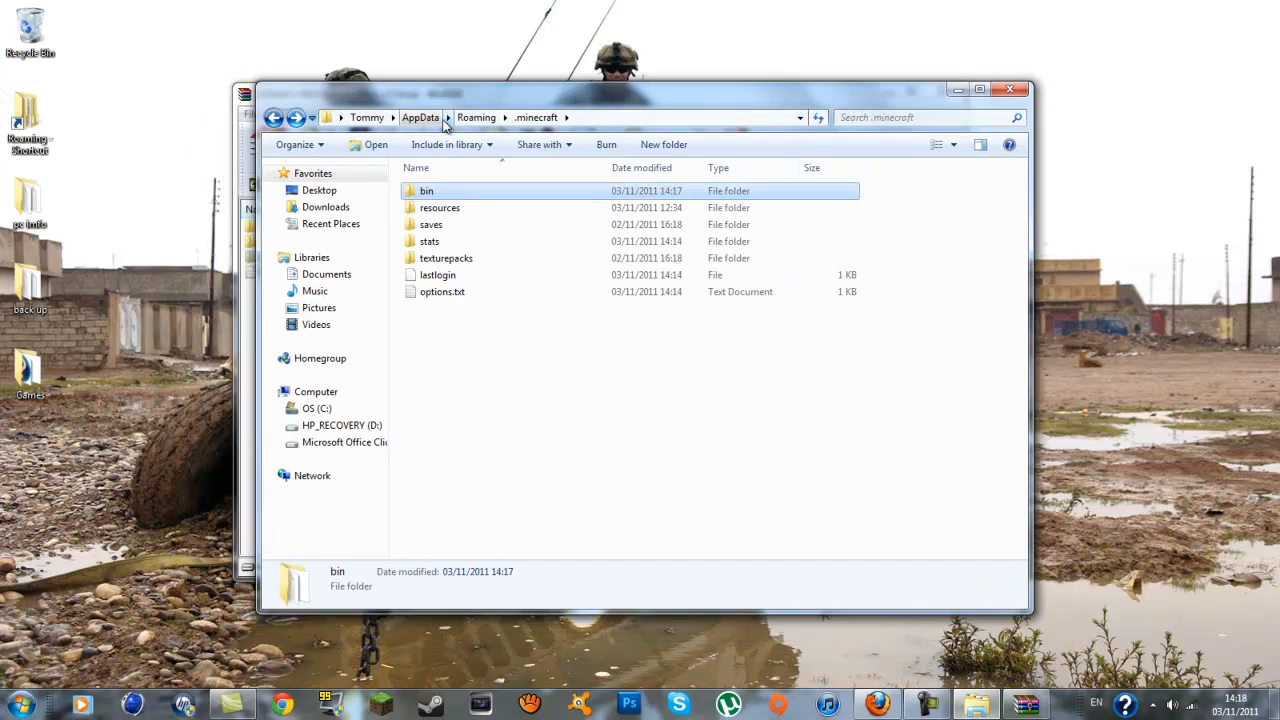 Recycle Bin
Roaming - Shortcut
pc imfo
back up
Games
Tommy AppData Roaming .minecraft
Search .minecraft
Organize Open Include in library Share with Burn New folder
Favorites
Desktop
Downloads
Recent Places
Libraries
Documents
Music
Pictures
Videos
Homegroup
Computer
OS (C:)
HP_RECOVERY (D:)
Microsoft Office Clic
Network
Name Date modified Type Size
bin 03/11/2011 14:17 File folder
resources 03/11/2011 12:34 File folder
saves 02/11/2011 16:18 File folder
stats 03/11/2011 14:14 File folder
texturepacks 02/11/2011 16:18 File folder
lastlogin 03/11/2011 14:14 File 1 KB
options.txt 03/11/2011 14:14 Text Document 1 KB
bin Date modified: 03/11/2011 14:17
File folder
99
Ps
EN
14:18
03/11/2011